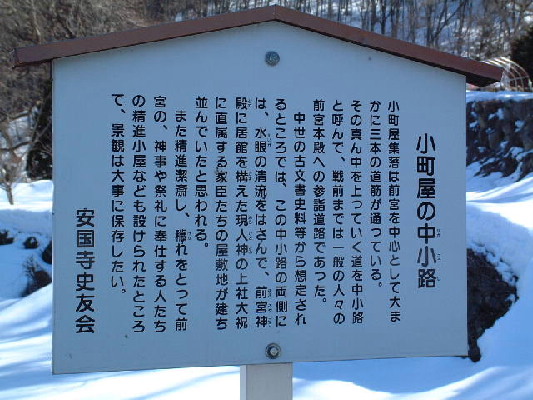 小町屋の中小路
小町屋集落は前宮を中心として大ま
かに三本の道筋が通つている。
その真ん中を上つていく道を中小路
と呼んで、戦前までは一般の人々の
前宮本殿への参詣道路であつた。
中世の古文書史料等から想定され
るところでは、この中小路の両側に
は、水眼の清流をはさんで、前宮神
殿に居館を構えた現人神の上社大祝
に直属する家臣たちの屋敷地が建ち
並んでいたと思われる。
また精進潔斎し、穢れをとって前
宮の、神事や祭礼に奉仕する人たち
の精進小屋なども設けられたところ
て、景観は大事に保存したい。
安国寺史友会